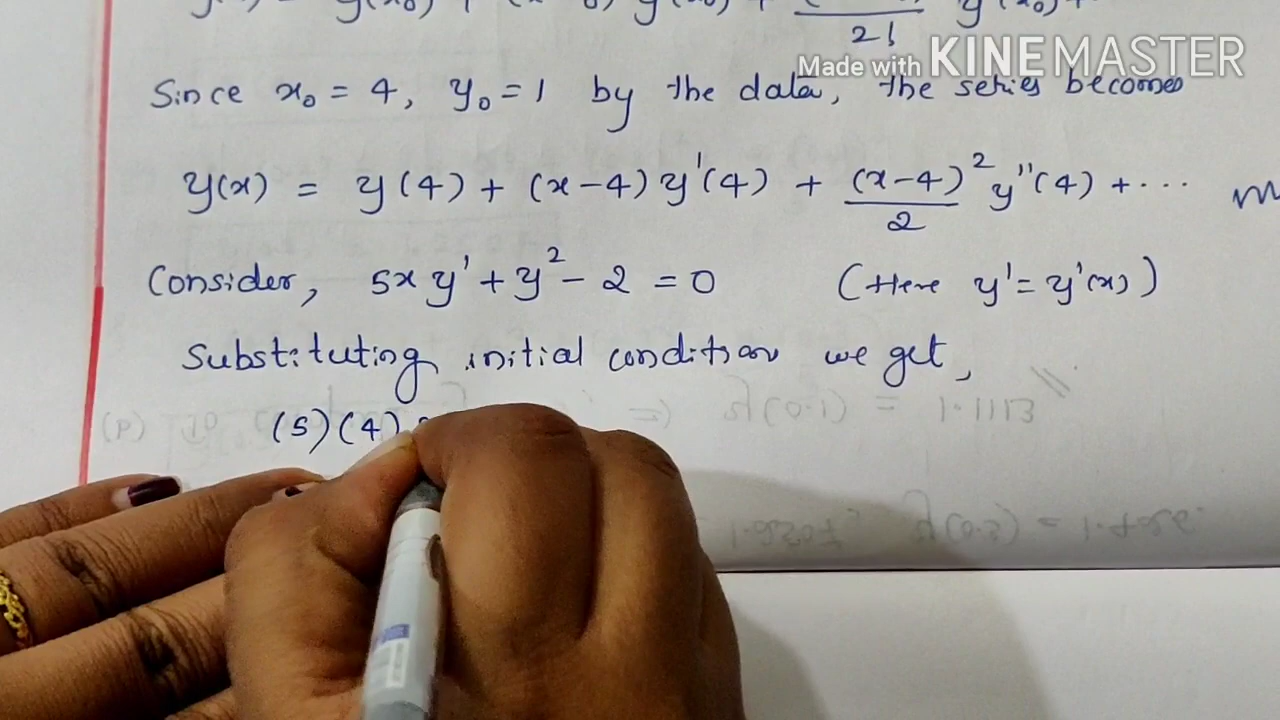 2!
Made with KINEMASTER
Since x₀ = 4, y₀ = 1 by the data, the series becomes
y(x) = y(4) + (x-4) y'(4) + (x-4)²/2 y''(4) + ...
Consider, 5x y' + y² - 2 = 0 (Here y' = y'(x))
Substituting initial condition we get,
(5)(4)